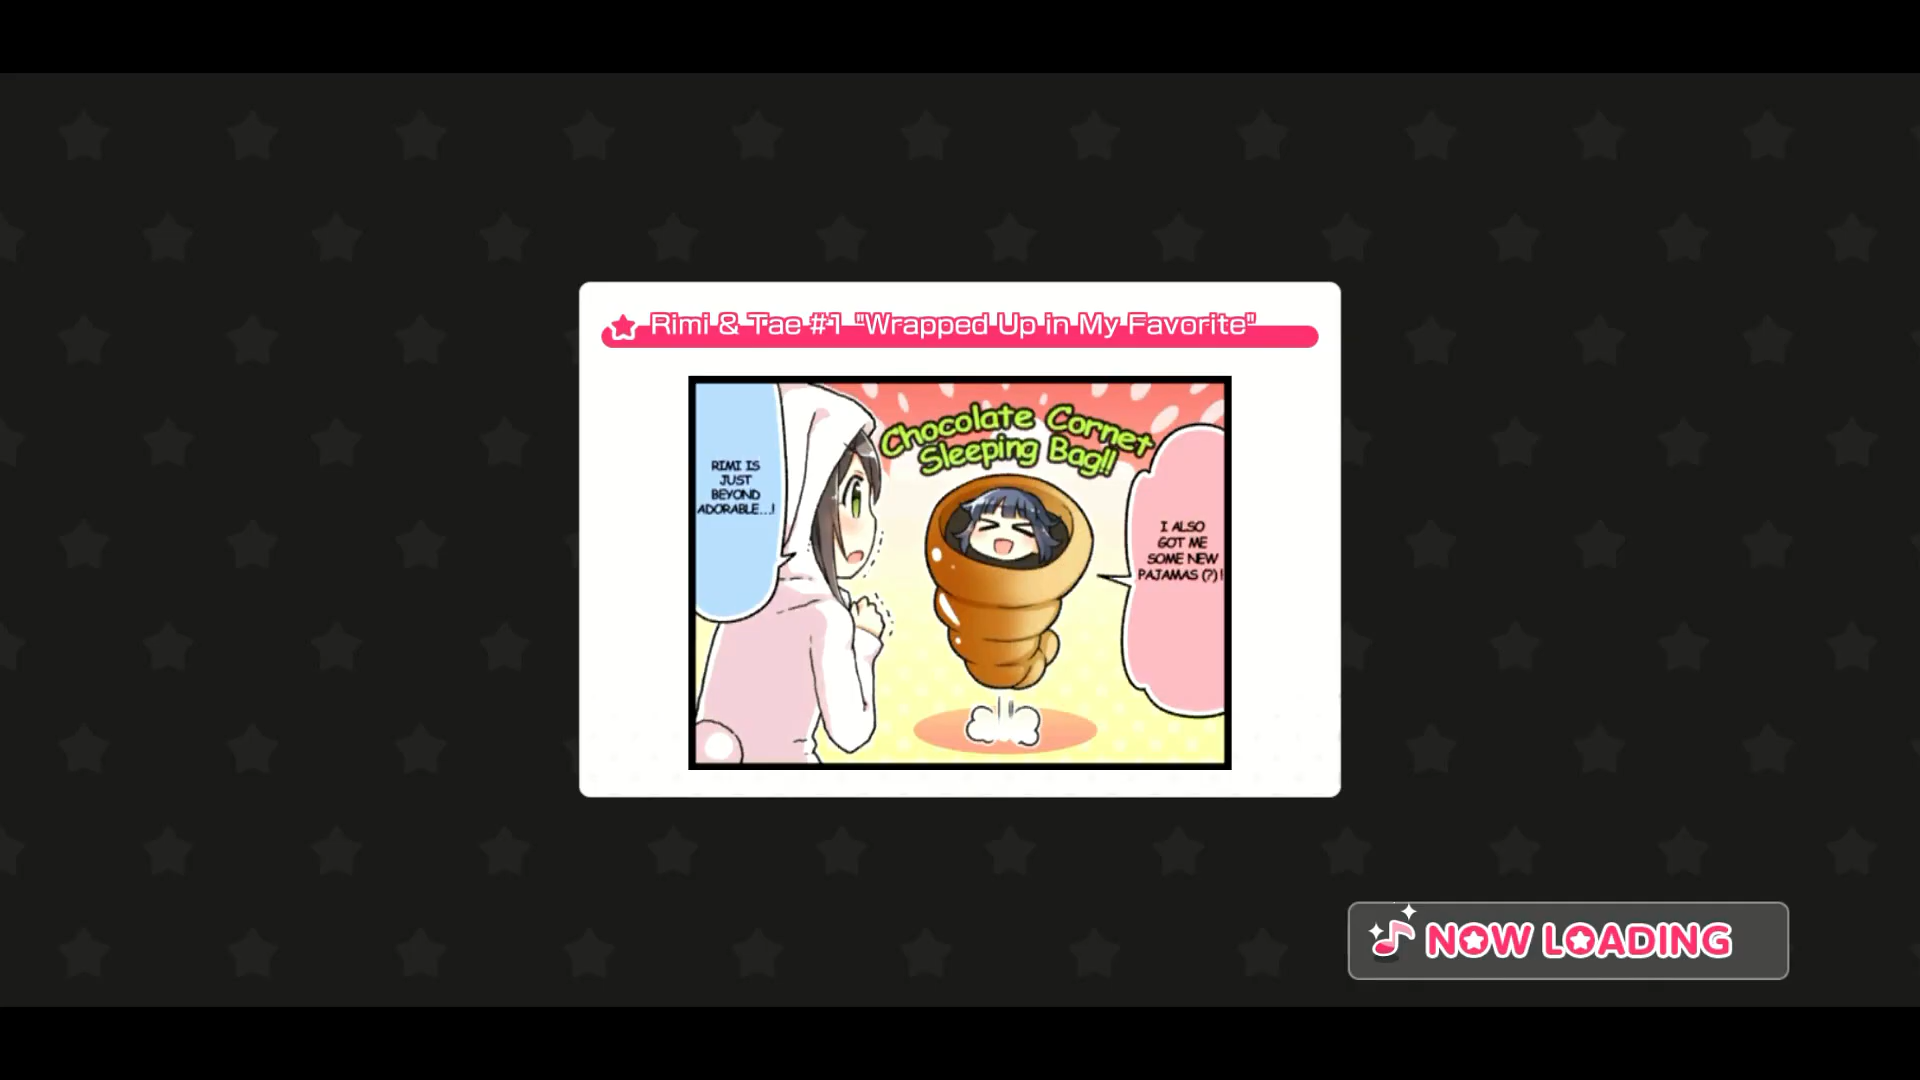 Rimi & Tae #1 "Wrapped Up in My Favorite"
Chocolate Cornet
Sleeping Bag!!
RIMI IS
JUST
BEYOND
ADORABLE...!
I ALSO
GOT ME
SOME NEW
PAJAMAS (?)!
NOW LOADING